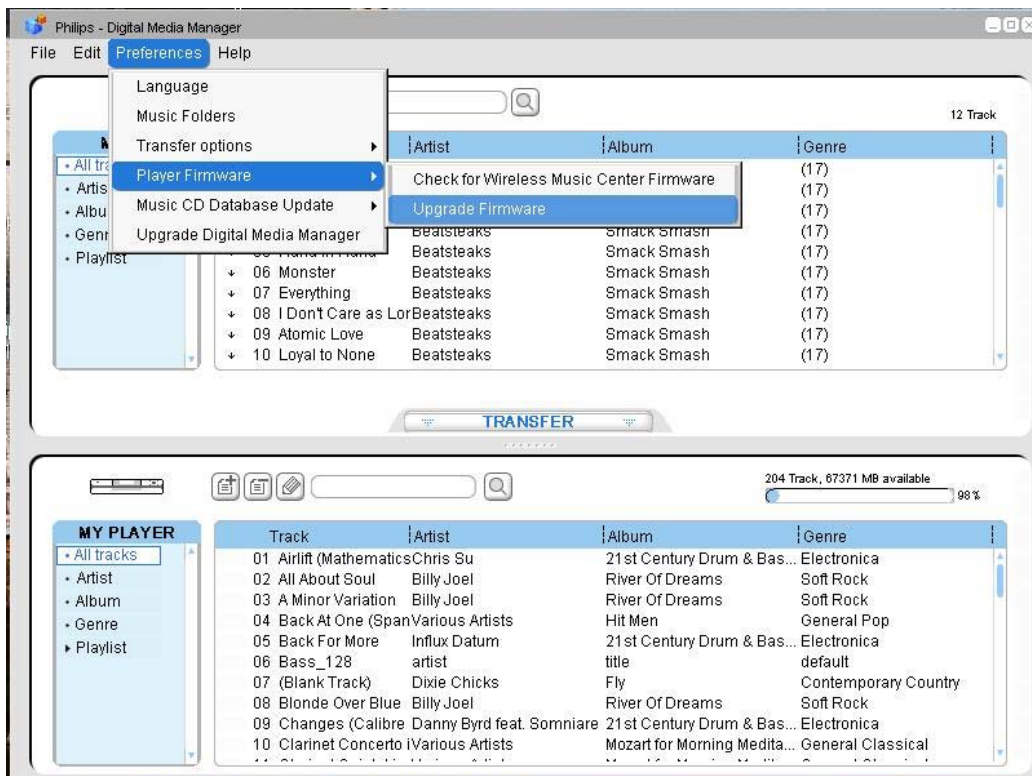 Philips - Digital Media Manager
File Edit Preferences Help
Language
Music Folders
Transfer options
Player Firmware
Music CD Database Update
Upgrade Digital Media Manager
Check for Wireless Music Center Firmware
Upgrade Firmware
12 Track
Artist Album Genre
• All
• Playlist
(17)
(17)
(17)
Beatsteaks Smack Smash (17)
05 Hand in Hand Beatsteaks Smack Smash (17)
06 Monster Beatsteaks Smack Smash (17)
07 Everything Beatsteaks Smack Smash (17)
08 I Don't Care as Lor Beatsteaks Smack Smash (17)
09 Atomic Love Beatsteaks Smack Smash (17)
10 Loyal to None Beatsteaks Smack Smash (17)
TRANSFER
204 Track, 67371 MB available
98 %
MY PLAYER
• All tracks
• Artist
• Album
• Genre
Playlist
Track Artist Album Genre
01 Airlift (Mathematics Chris Su 21st Century Drum & Bas... Electronica
02 All About Soul Billy Joel River Of Dreams Soft Rock
03 A Minor Variation Billy Joel River Of Dreams Soft Rock
04 Back At One (Span Various Artists Hit Men General Pop
05 Back For More Influx Datum 21st Century Drum & Bas... Electronica
06 Bass_128 artist title default
07 (Blank Track) Dixie Chicks Fly Contemporary Country
08 Blonde Over Blue Billy Joel River Of Dreams Soft Rock
09 Changes (Calibre Danny Byrd feat. Somniare 21st Century Drum & Bas... Electronica
10 Clarinet Concerto i Various Artists Mozart for Morning Medita... General Classical